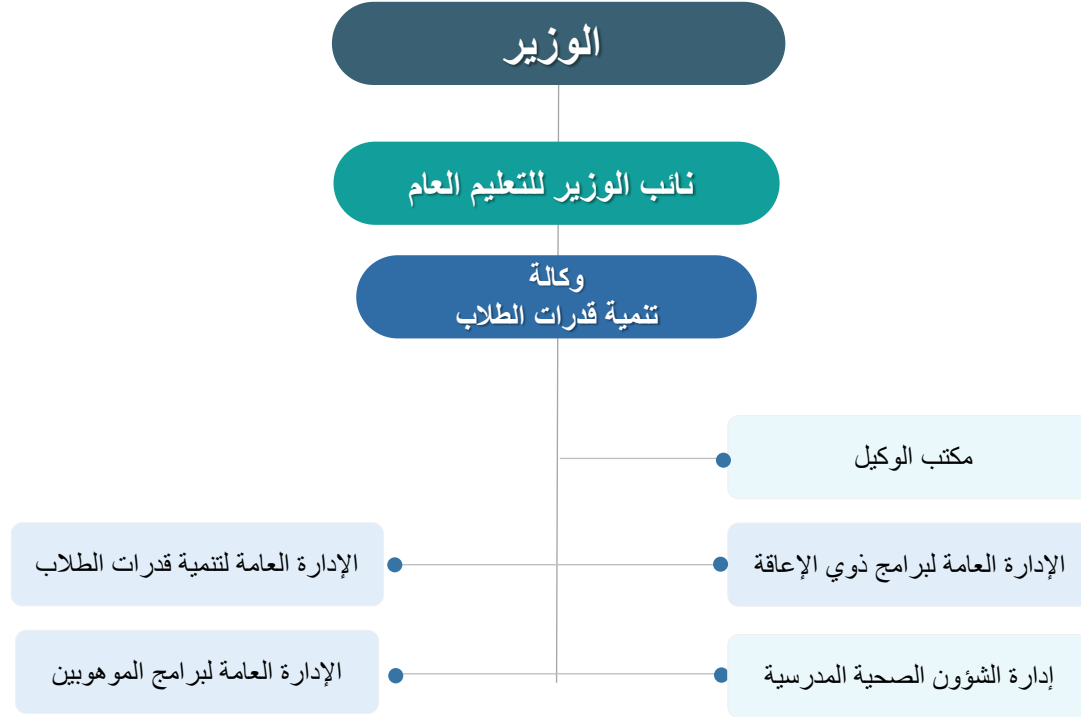 الوزير
نائب الوزير للتعليم العام
وكالة
تنمية قدرات الطلاب
مكتب الوكيل
الإدارة العامة لبرامج ذوي الإعاقة
الإدارة العامة لتنمية قدرات الطلاب
إدارة الشؤون الصحية المدرسية
الإدارة العامة لبرامج الموهوبين